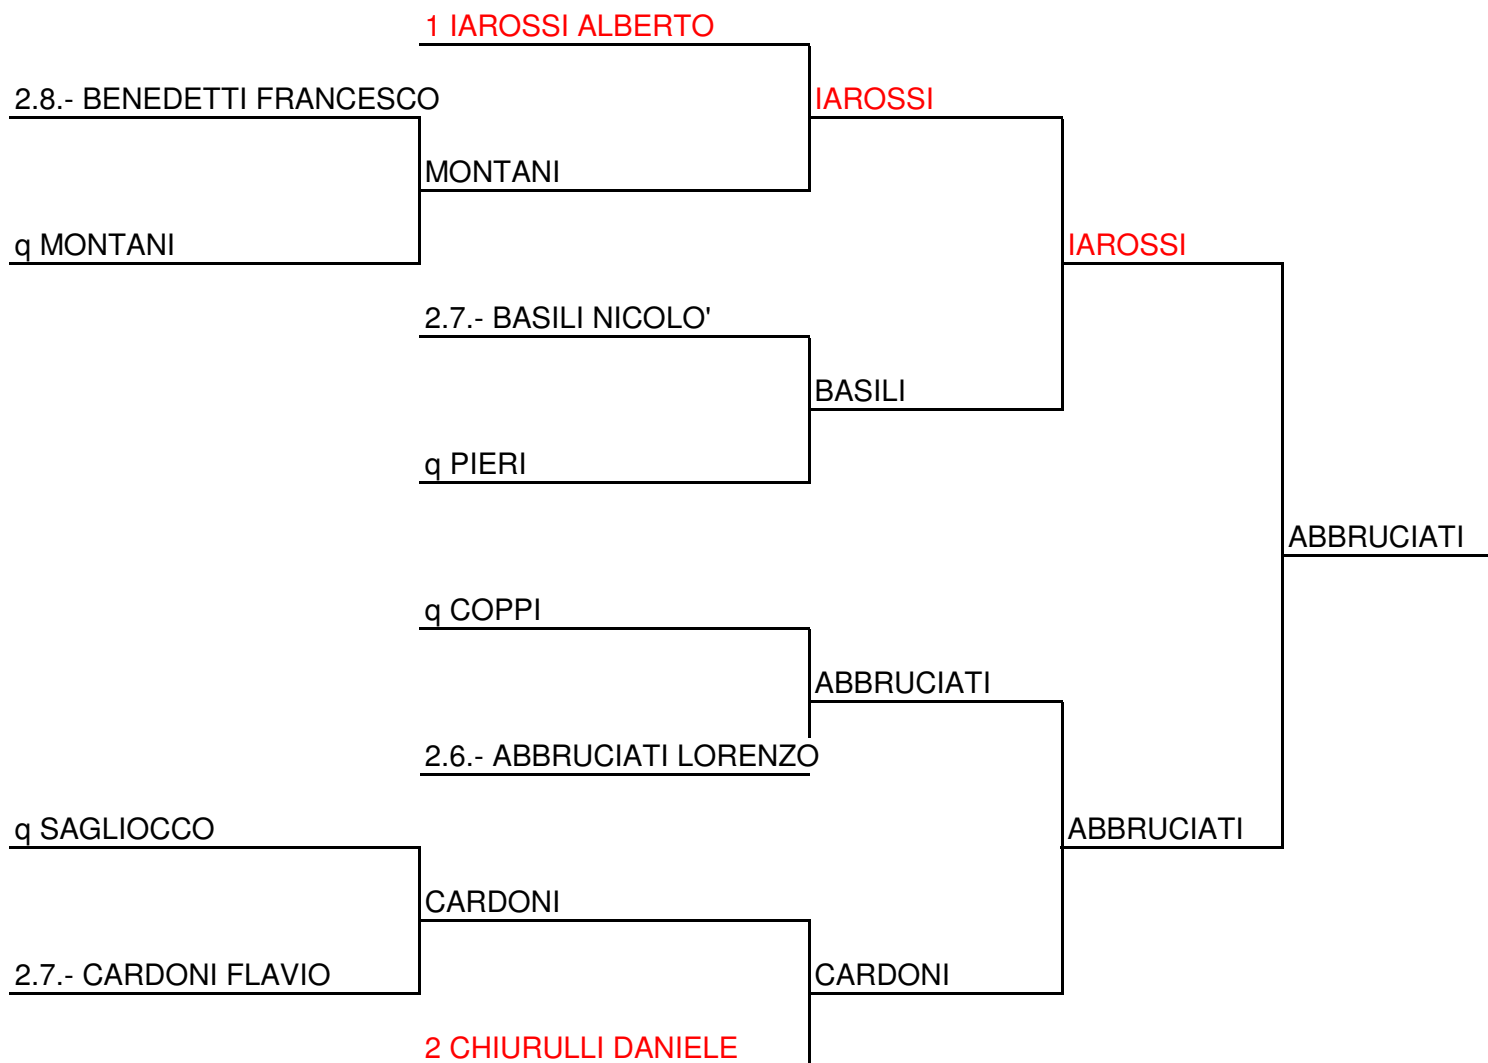 1 IAROSSI ALBERTO
2.8.- BENEDETTI FRANCESCO
IAROSSI
MONTANI
q MONTANI
IAROSSI
2.7.- BASILI NICOLO'
BASILI
q PIERI
ABBRUCIATI
q COPPI
ABBRUCIATI
2.6.- ABBRUCIATI LORENZO
q SAGLIOCCO
ABBRUCIATI
CARDONI
2.7.- CARDONI FLAVIO
CARDONI
2 CHIURULLI DANIELE